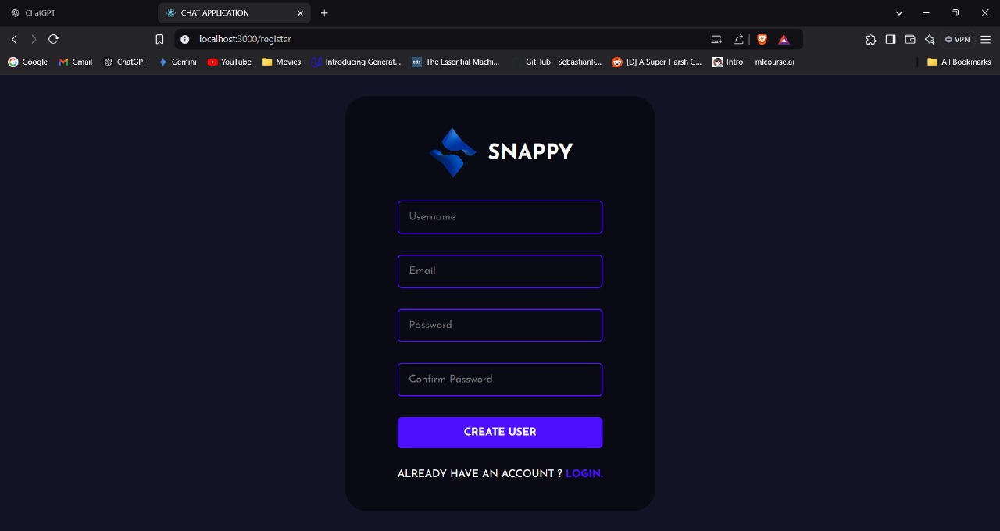 ChatGPT
CHAT APPLICATION
localhost:3000/register
VPN
Google Gmail ChatGPT Gemini YouTube Movies Introducing Generat... The Essential Machi... GitHub - SebastianR... [D] A Super Harsh G... Intro — mlcourse.ai All Bookmarks
SNAPPY
Username
Email
Password
Confirm Password
CREATE USER
ALREADY HAVE AN ACCOUNT ? LOGIN.